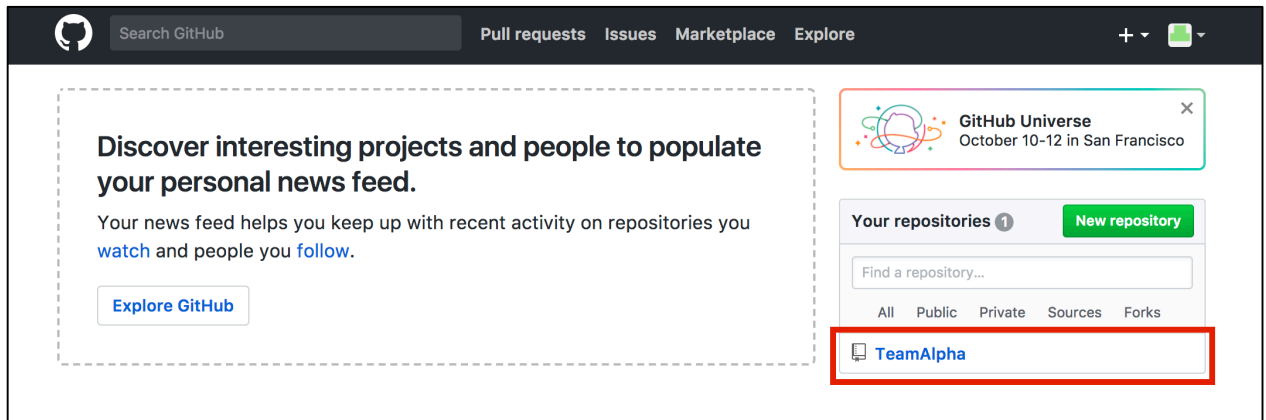 Search GitHub
Pull requests Issues Marketplace Explore
Discover interesting projects and people to populate
your personal news feed.
Your news feed helps you keep up with recent activity on repositories you
watch and people you follow.
Explore GitHub
GitHub Universe
October 10-12 in San Francisco
Your repositories 1
New repository
Find a repository...
All Public Private Sources Forks
TeamAlpha